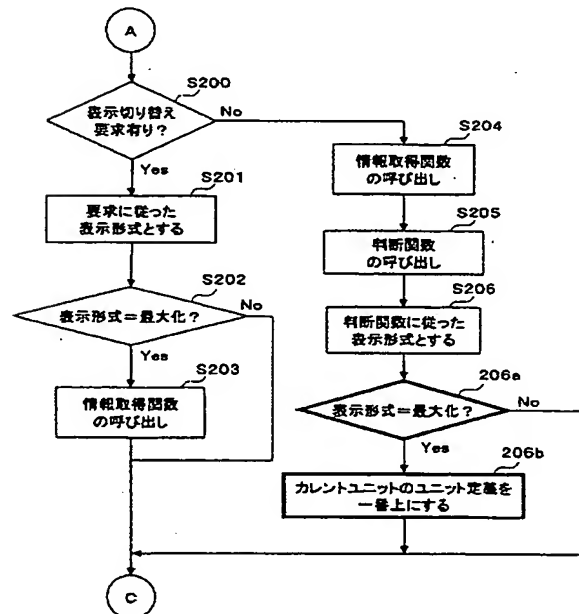 A
S200
表示切り替え
要求有り?
No
Yes
S201
要求に従った
表示形式とする
S202
表示形式=最大化?
No
Yes
S203
情報取得関数
の呼び出し
S204
情報取得関数
の呼び出し
S205
判断関数
の呼び出し
S206
判断関数に従った
表示形式とする
206a
表示形式=最大化?
No
Yes
206b
カレントユニットのユニット定義を
一番上にする
C